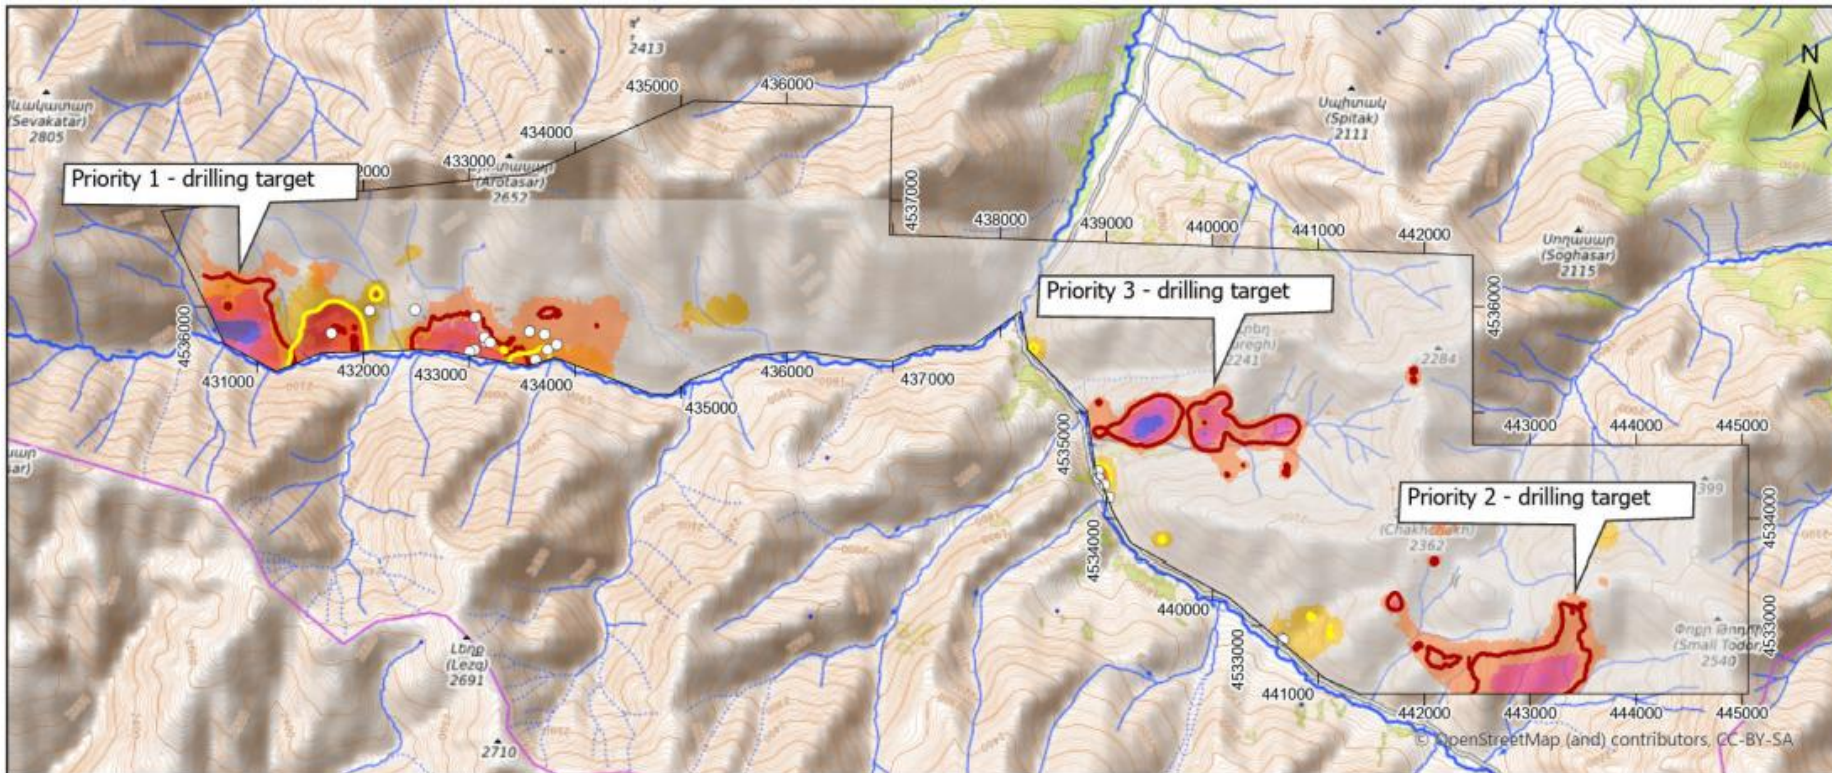 2413
Սևակատար
(Sevakatar)
2805
435000
436000
434000
433000
2000
(Arotasar)
2652
Priority 1 - drilling target
N
Սպիտակ
(Spitak)
2111
4537000
438000
439000
440000
441000
442000
Սողասար
(Soghasar)
2115
Priority 3 - drilling target
4536000
4536000
2241
2284
431000
432000
433000
434000
435000
436000
437000
4535000
443000
444000
445000
Priority 2 - drilling target
399
4534000
4534000
(Chakhchakh)
2362
440000
4533000
4533000
(Small Todor)
2540
Լեռք
(Lezq)
2691
2710
441000
442000
443000
444000
445000
© OpenStreetMap (and) contributors, CC-BY-SA